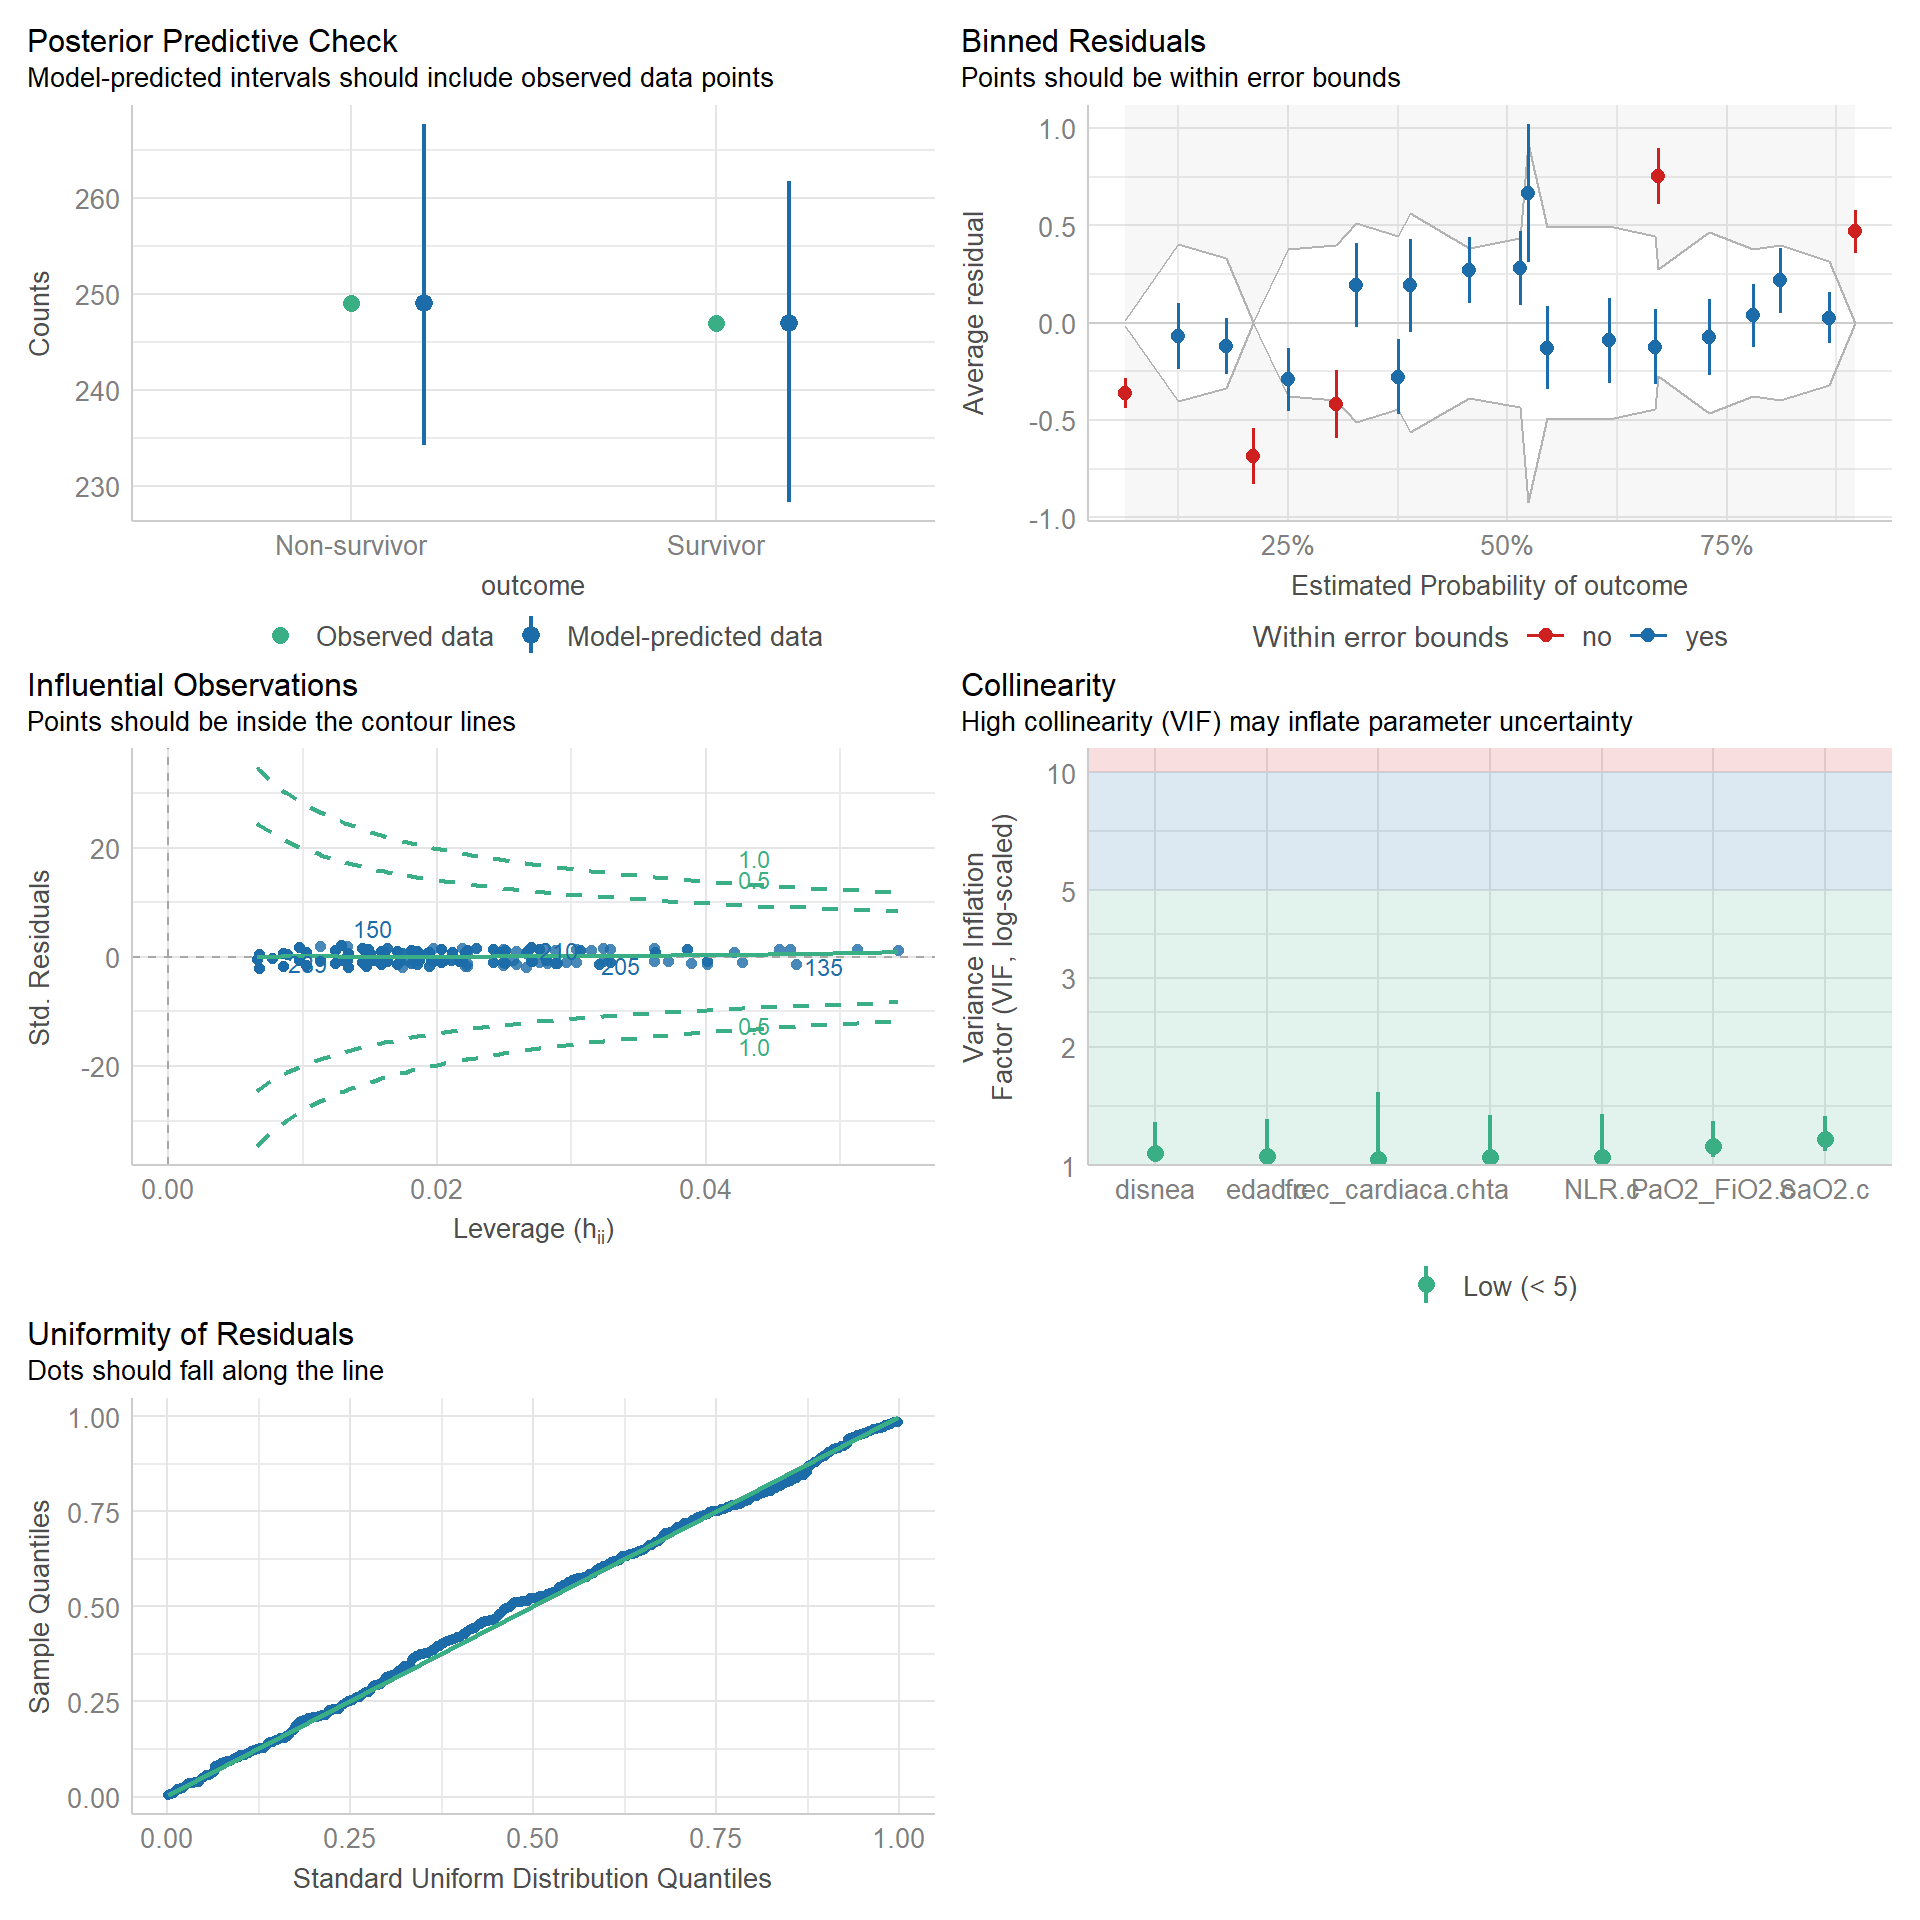 Posterior Predictive Check
Model-predicted intervals should include observed data points
Counts
260
250
240
230
Non-survivor
Survivor
outcome
Observed data
Model-predicted data
Binned Residuals
Points should be within error bounds
Average residual
1.0
0.5
0.0
-0.5
-1.0
25%
50%
75%
Estimated Probability of outcome
Within error bounds
no
yes
Influential Observations
Points should be inside the contour lines
Std. Residuals
20
0
-20
1.0
0.5
150
205
135
0.5
1.0
0.00
0.02
0.04
Leverage (hii)
Collinearity
High collinearity (VIF) may inflate parameter uncertainty
Variance Inflation
Factor (VIF, log-scaled)
10
5
3
2
1
disnea
edad.c
frec_cardiaca.c
hta
NLR.c
PaO2_FiO2.c
SaO2.c
Low (< 5)
Uniformity of Residuals
Dots should fall along the line
Sample Quantiles
1.00
0.75
0.50
0.25
0.00
0.00
0.25
0.50
0.75
1.00
Standard Uniform Distribution Quantiles